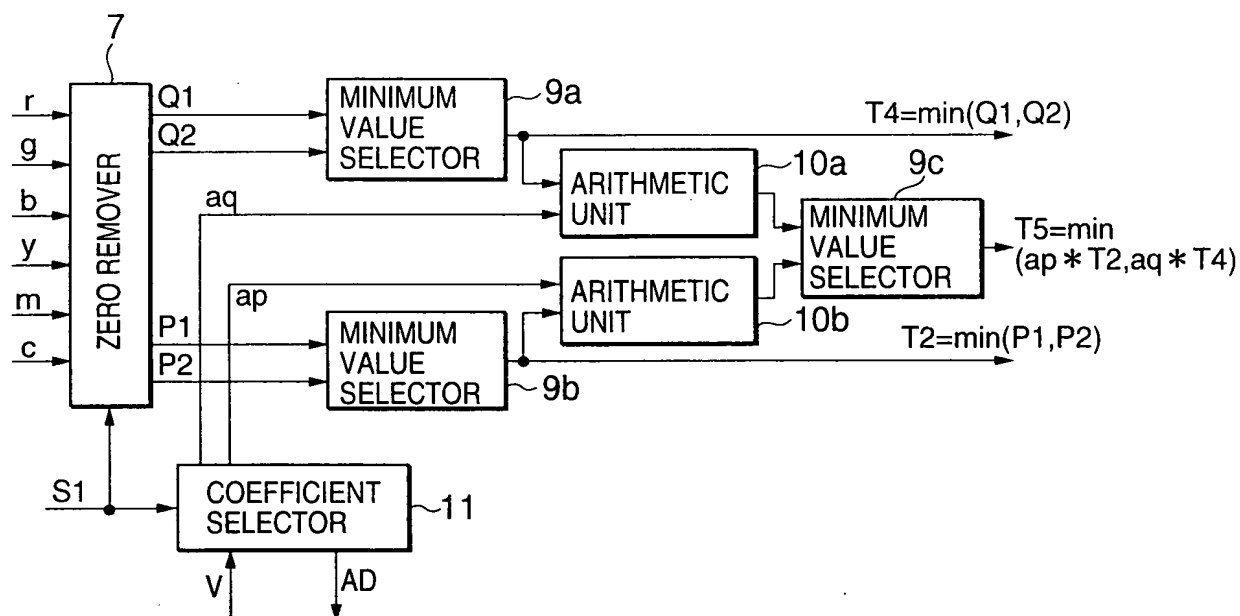 7
r
g
b
y
m
c
ZERO REMOVER
Q1
Q2
P1
P2
MINIMUM
VALUE
SELECTOR
9a
T4=min(Q1,Q2)
aq
ap
ARITHMETIC
UNIT
10a
ARITHMETIC
UNIT
10b
9c
MINIMUM
VALUE
SELECTOR
T5=min
(ap*T2,aq*T4)
MINIMUM
VALUE
SELECTOR
9b
T2=min(P1,P2)
S1
COEFFICIENT
SELECTOR
11
V
AD